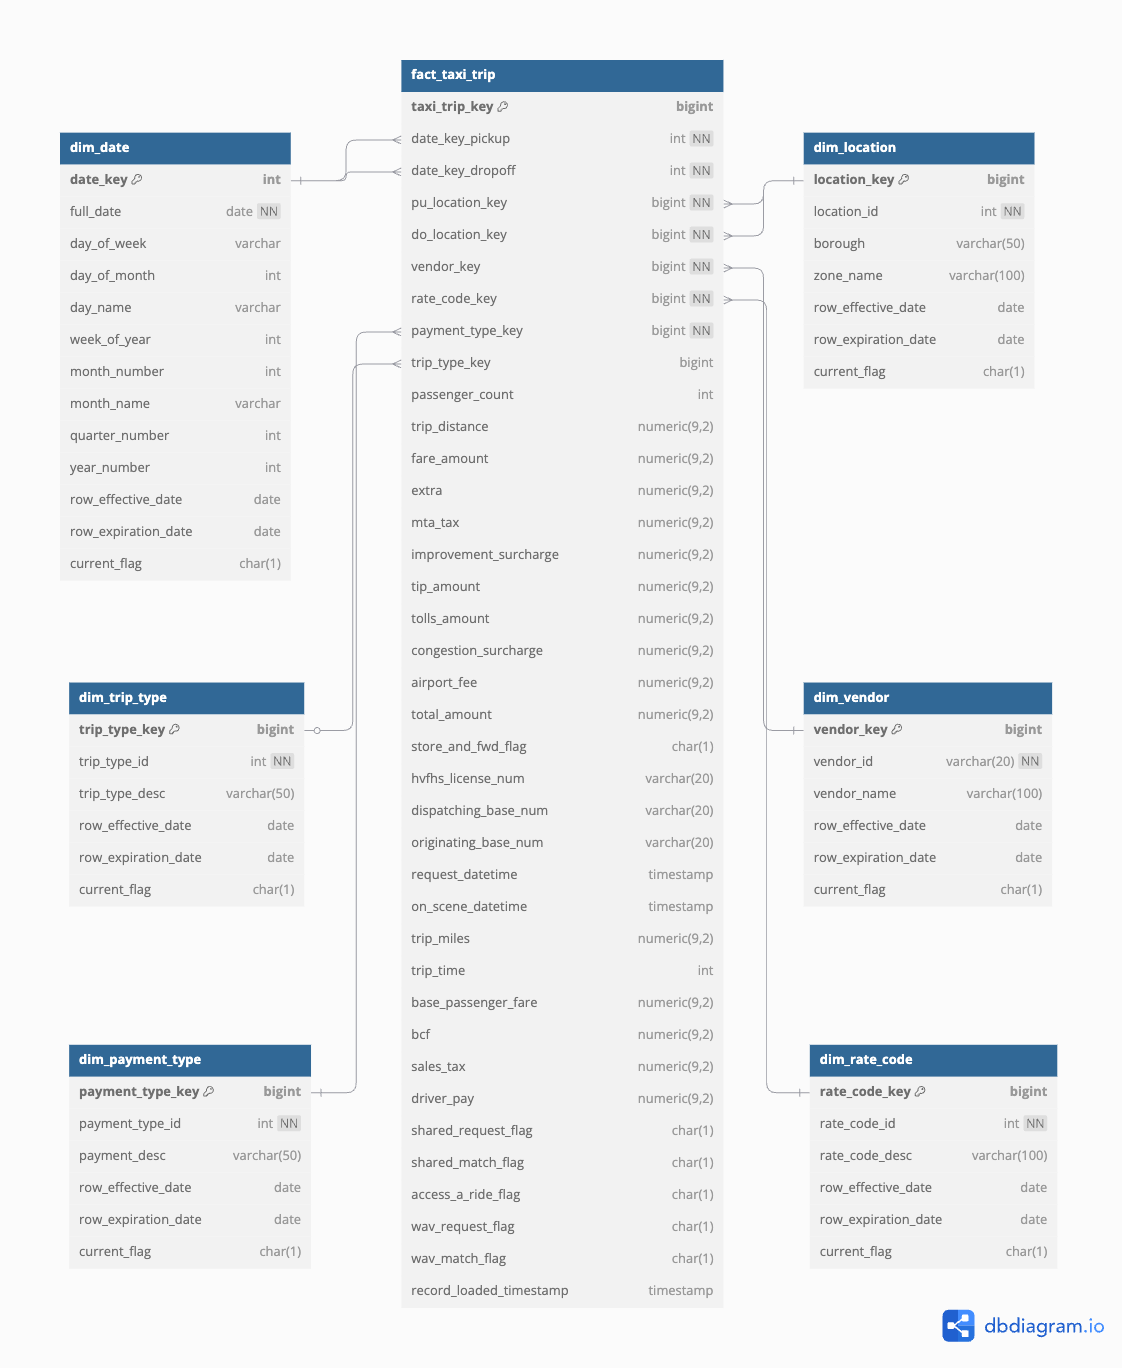 fact_taxi_trip
taxi_trip_key bigint
date_key_pickup int NN
date_key_dropoff int NN
pu_location_key bigint NN
do_location_key bigint NN
vendor_key bigint NN
rate_code_key bigint NN
payment_type_key bigint NN
trip_type_key bigint
passenger_count int
trip_distance numeric(9,2)
fare_amount numeric(9,2)
extra numeric(9,2)
mta_tax numeric(9,2)
improvement_surcharge numeric(9,2)
tip_amount numeric(9,2)
tolls_amount numeric(9,2)
congestion_surcharge numeric(9,2)
airport_fee numeric(9,2)
total_amount numeric(9,2)
store_and_fwd_flag char(1)
hvfhs_license_num varchar(20)
dispatching_base_num varchar(20)
originating_base_num varchar(20)
request_datetime timestamp
on_scene_datetime timestamp
trip_miles numeric(9,2)
trip_time int
base_passenger_fare numeric(9,2)
bcf numeric(9,2)
sales_tax numeric(9,2)
driver_pay numeric(9,2)
shared_request_flag char(1)
shared_match_flag char(1)
access_a_ride_flag char(1)
wav_request_flag char(1)
wav_match_flag char(1)
record_loaded_timestamp timestamp
dim_date
date_key int
full_date date NN
day_of_week varchar
day_of_month int
day_name varchar
week_of_year int
month_number int
month_name varchar
quarter_number int
year_number int
row_effective_date date
row_expiration_date date
current_flag char(1)
dim_location
location_key bigint
location_id int NN
borough varchar(50)
zone_name varchar(100)
row_effective_date date
row_expiration_date date
current_flag char(1)
dim_trip_type
trip_type_key bigint
trip_type_id int NN
trip_type_desc varchar(50)
row_effective_date date
row_expiration_date date
current_flag char(1)
dim_vendor
vendor_key bigint
vendor_id varchar(20) NN
vendor_name varchar(100)
row_effective_date date
row_expiration_date date
current_flag char(1)
dim_payment_type
payment_type_key bigint
payment_type_id int NN
payment_desc varchar(50)
row_effective_date date
row_expiration_date date
current_flag char(1)
dim_rate_code
rate_code_key bigint
rate_code_id int NN
rate_code_desc varchar(100)
row_effective_date date
row_expiration_date date
current_flag char(1)
dbdiagram.io